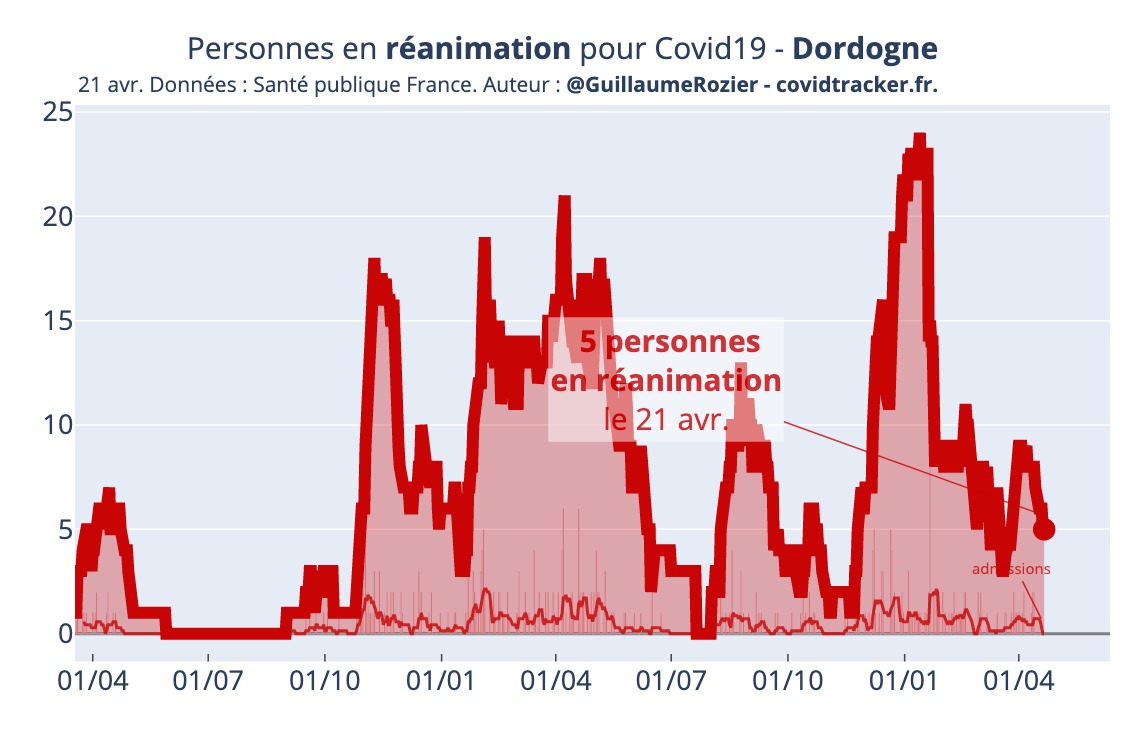 Personnes en réanimation pour Covid19 - Dordogne
21 avr. Données : Santé publique France. Auteur : @GuillaumeRozier - covidtracker.fr.
25
20
15
10
5
0
5 personnes
en réanimation
le 21 avr.
admissions
01/04 01/07 01/10 01/01 01/04 01/07 01/10 01/01 01/04